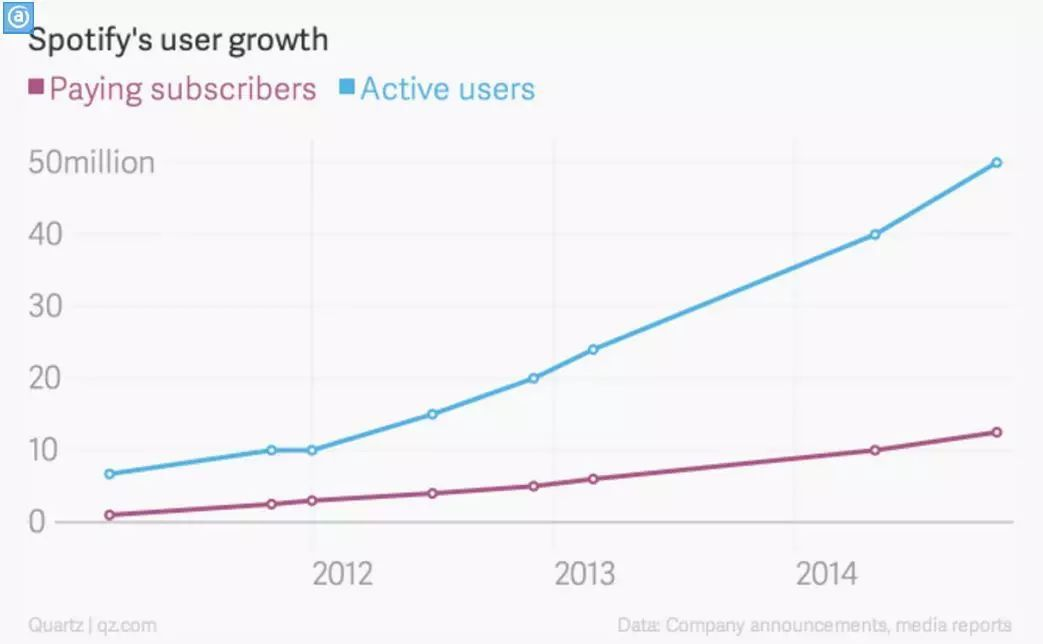 @
Spotify's user growth
Paying subscribers Active users
50million
40
30
20
10
0
2012 2013 2014
Quartz | qz.com Data: Company announcements, media reports